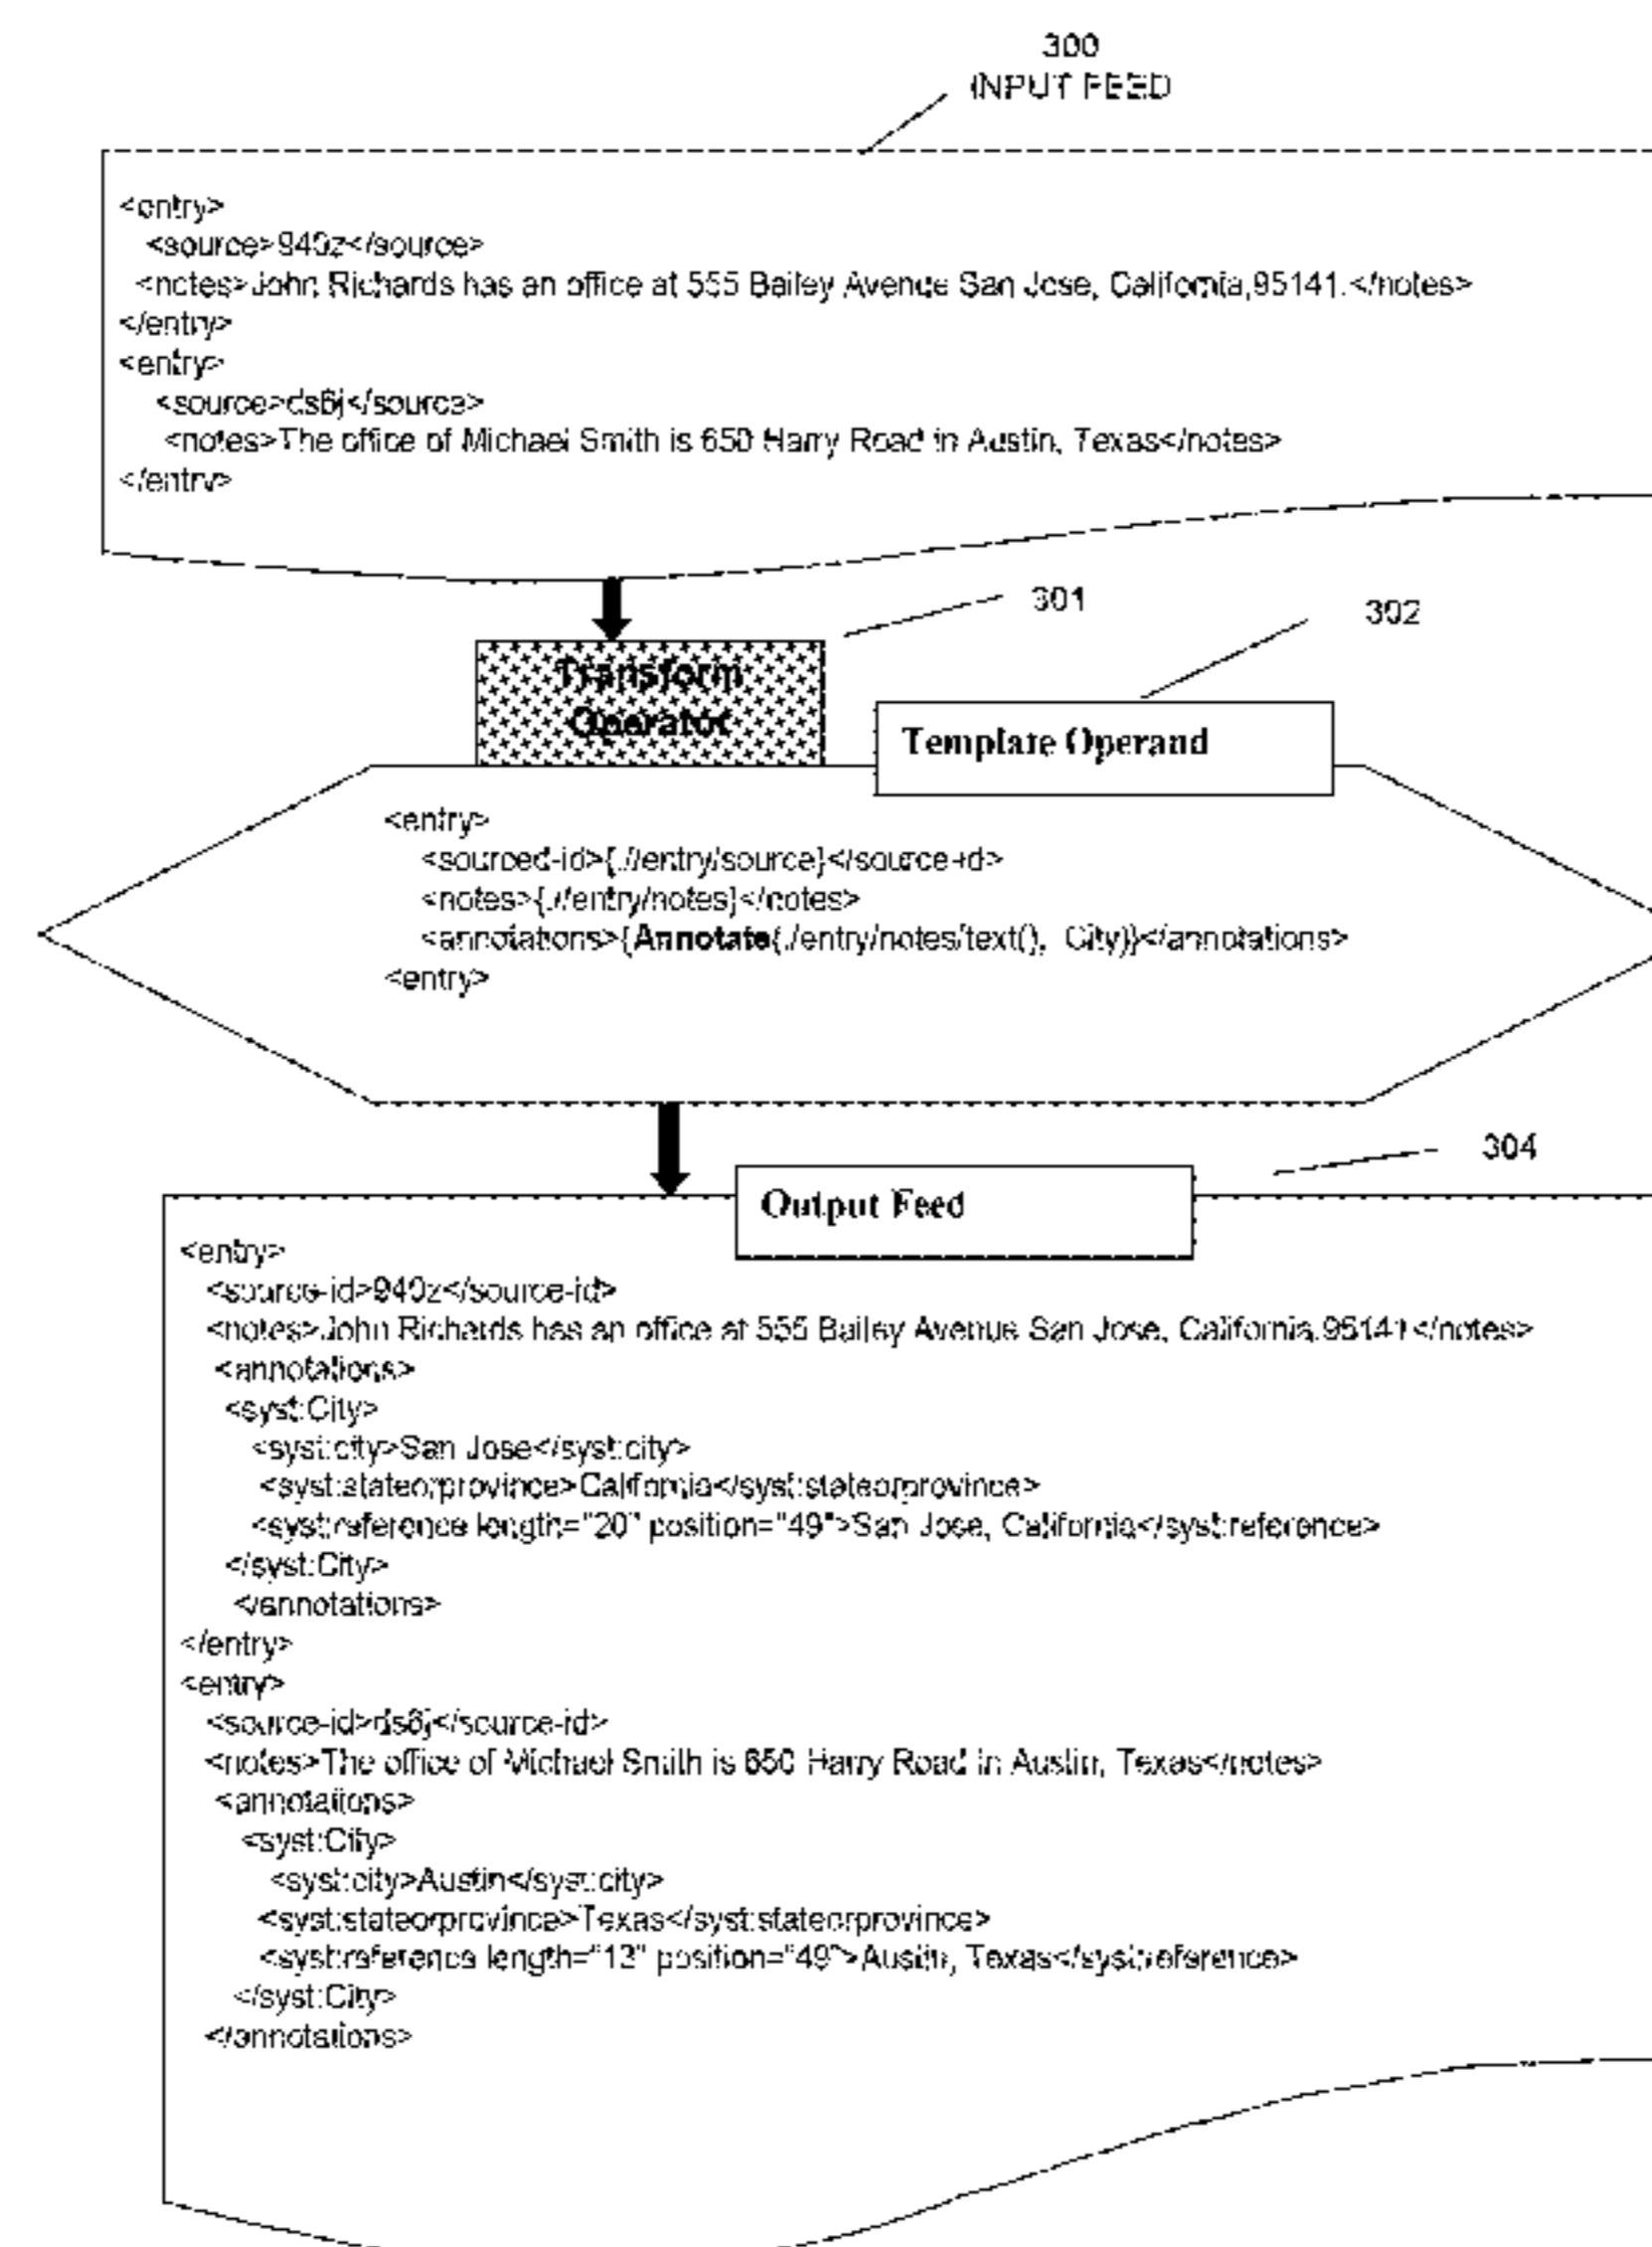 300
INPUT FEED
<entry>
<source>940z</source>
<notes>John Richards has an office at 555 Bailey Avenue San Jose, California,95141.</notes>
</entry>
<entry>
<source>ds6j</source>
<notes>The office of Michael Smith is 650 Harry Road in Austin, Texas</notes>
</entry>
301
302
Transform
Operator
Template Operand
<entry>
<sourced-id>{.//entry/source}</source-id>
<notes>{.//entry/notes}</notes>
<annotations>{Annotate(./entry/notes/text(), City)}</annotations>
<entry>
304
Output Feed
<entry>
<source-id>940z</source-id>
<notes>John Richards has an office at 555 Bailey Avenue San Jose, California,95141</notes>
<annotations>
<syst:City>
<syst:city>San Jose</syst:city>
<syst:stateorprovince>California</syst:stateorprovince>
<syst:reference length="20" position="49">San Jose, California</syst:reference>
</syst:City>
</annotations>
</entry>
<entry>
<source-id>ds6j</source-id>
<notes>The office of Michael Smith is 650 Harry Road in Austin, Texas</notes>
<annotations>
<syst:City>
<syst:city>Austin</syst:city>
<syst:stateorprovince>Texas</syst:stateorprovince>
<syst:reference length="13" position="49">Austin, Texas</syst:reference>
</syst:City>
</annotations>